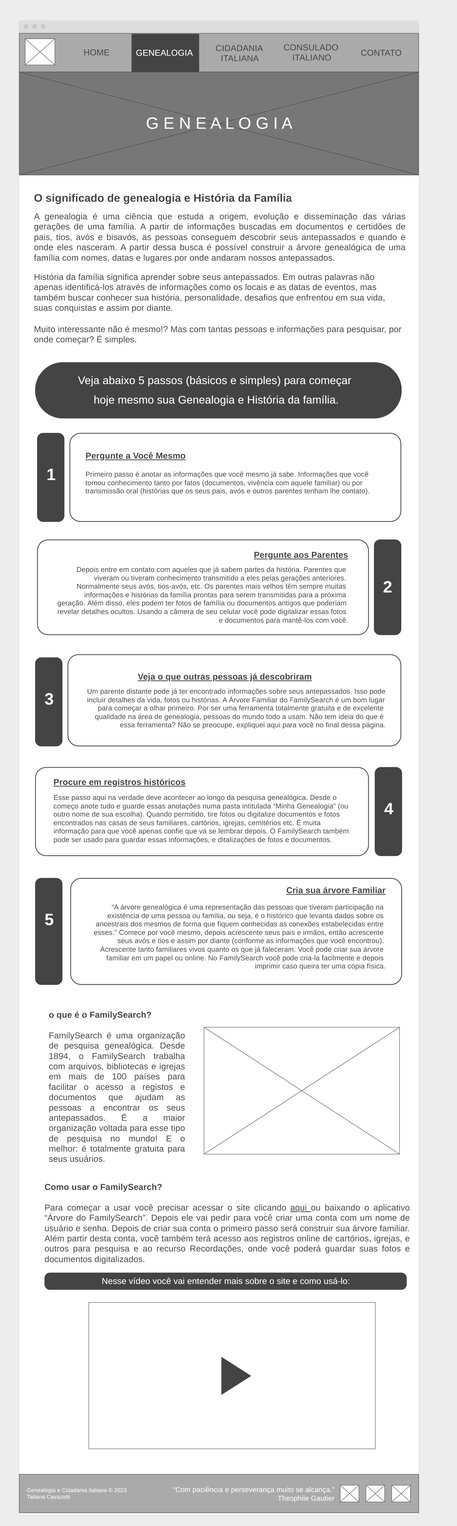 HOME
GENEALOGIA
CIDADANIA
ITALIANA
CONSULADO
ITALIANO
CONTATO
GENEALOGIA
O significado de genealogia e História da Família
A genealogia é uma ciência que estuda a origem, evolução e disseminação das várias
gerações de uma família. A partir de informações buscadas em documentos e certidões de
pais, tios, avós e bisavós, as pessoas conseguem descobrir seus antepassados e quando e
onde eles nasceram. A partir dessa busca é possível construir a árvore genealógica de uma
família com nomes, datas e lugares por onde andaram nossos antepassados.
História da família significa aprender sobre seus antepassados. Em outras palavras não
apenas identificá-los através de informações como os locais e as datas de eventos, mas
também buscar conhecer sua história, personalidade, desafios que enfrentou em sua vida,
suas conquistas e assim por diante.
Muito interessante não é mesmo!? Mas com tantas pessoas e informações para pesquisar, por
onde começar? É simples.
Veja abaixo 5 passos (básicos e simples) para começar
hoje mesmo sua Genealogia e História da família.
1
Pergunte a Você Mesmo
Primeiro passo é anotar as informações que você mesmo já sabe. Informações que você
tomou conhecimento tanto por fatos (documentos, vivência com aquele familiar) ou por
transmissão oral (histórias que os seus pais, avós e outros parentes tenham lhe contato).
Pergunte aos Parentes
Depois entre em contato com aqueles que já sabem partes da história. Parentes que
viveram ou tiveram conhecimento transmitido a eles pelas gerações anteriores.
Normalmente seus avós, tios-avós, etc. Os parentes mais velhos têm sempre muitas
informações e histórias da família prontas para serem transmitidas para a próxima
geração. Além disso, eles podem ter fotos de família ou documentos antigos que poderiam
revelar detalhes ocultos. Usando a câmera de seu celular você pode digitalizar essas fotos
e documentos para mantê-los com você.
2
3
Veja o que outras pessoas já descobriram
Um parente distante pode já ter encontrado informações sobre seus antepassados. Isso pode
incluir detalhes da vida, fotos ou histórias. A Árvore Familiar do FamilySearch é um bom lugar
para começar a olhar primeiro. Por ser uma ferramenta totalmente gratuita e de excelente
qualidade na área de genealogia, pessoas do mundo todo a usam. Não tem ideia do que é
essa ferramenta? Não se preocupe, expliquei aqui para você no final dessa página.
Procure em registros históricos
Esse passo aqui na verdade deve acontecer ao longo da pesquisa genealógica. Desde o
começo anote tudo e guarde essas anotações numa pasta intitulada "Minha Genealogia" (ou
outro nome de sua escolha). Quando permitido, tire fotos ou digitalize documentos e fotos
encontrados nas casas de seus familiares, cartórios, igrejas, cemitérios etc. É muita
informação para que você apenas confie que vá se lembrar depois. O FamilySearch também
pode ser usado para guardar essas informações, e ditalizações de fotos e documentos.
4
5
Cria sua árvore Familiar
"A árvore genealógica é uma representação das pessoas que tiveram participação na
existência de uma pessoa ou família, ou seja, é o histórico que levanta dados sobre os
ancestrais dos mesmos de forma que fiquem conhecidas as conexões estabelecidas entre
esses." Comece por você mesmo, depois acrescente seus pais e irmãos, então acrescente
seus avós e tios e assim por diante (conforme as informações que você encontrou).
Acrescente tanto familiares vivos quanto os que já faleceram. Você pode criar sua árvore
familiar em um papel ou online. No FamilySearch você pode cria-la facilmente e depois
imprimir caso queira ter uma cópia física.
o que é o FamilySearch?
FamilySearch é uma organização
de pesquisa genealógica. Desde
1894, o FamilySearch trabalha
com arquivos, bibliotecas e igrejas
em mais de 100 países para
facilitar o acesso a registos e
documentos que ajudam as
pessoas a encontrar os seus
antepassados. É a maior
organização voltada para esse tipo
de pesquisa no mundo! E o
melhor: é totalmente gratuita para
seus usuários.
Como usar o FamilySearch?
Para começar a usar você precisar acessar o site clicando aqui ou baixando o aplicativo
"Árvore do FamilySearch". Depois ele vai pedir para você criar uma conta com um nome de
usuário e senha. Depois de criar sua conta o primeiro passo será construir sua árvore familiar.
Além partir desta conta, você também terá acesso aos registros online de cartórios, igrejas, e
outros para pesquisa e ao recurso Recordações, onde você poderá guardar suas fotos e
documentos digitalizados.
Nesse vídeo você vai entender mais sobre o site e como usá-lo:
Genealogia e Cidadania Italiana © 2023
Tatiana Cavazotti
"Com paciência e perseverança muito se alcança."
Theophile Gautier